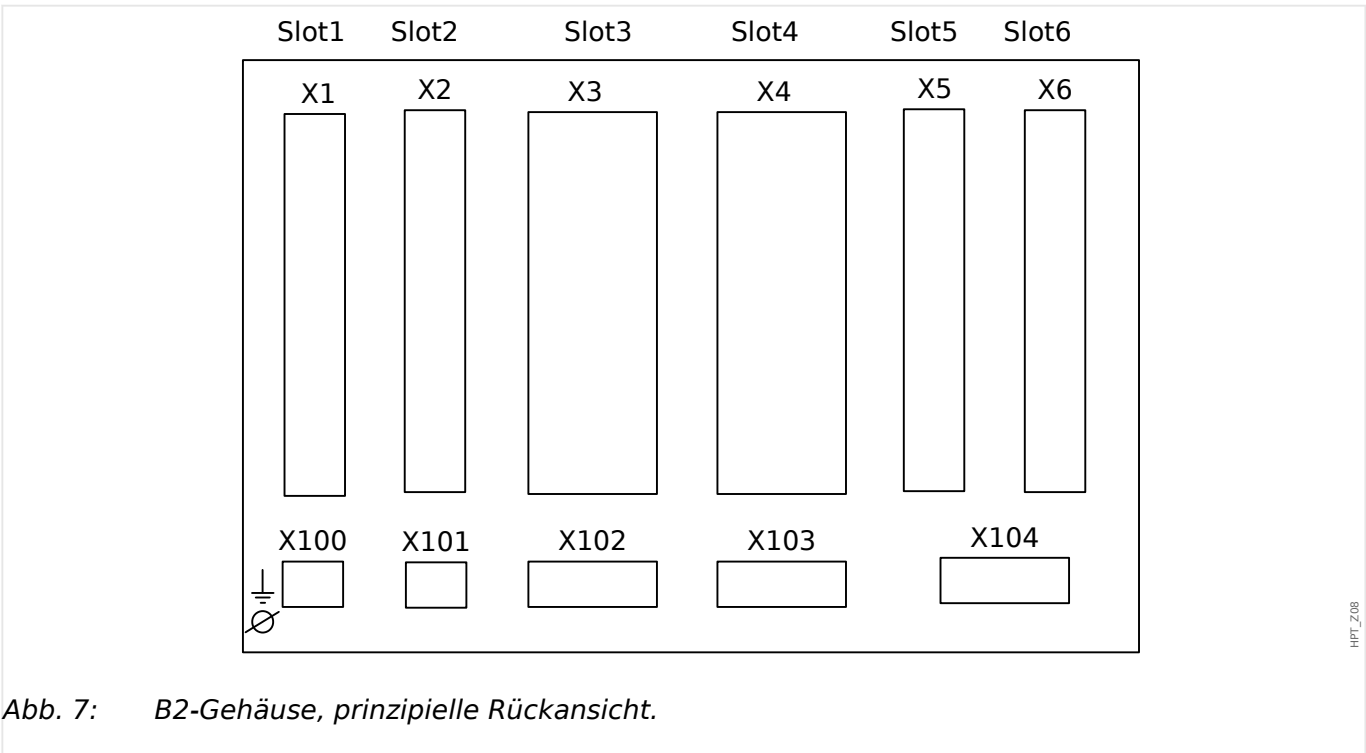 Slot1 Slot2 Slot3 Slot4 Slot5 Slot6
X1 X2 X3 X4 X5 X6
X100 X101 X102 X103 X104
HPT_Z08
Abb. 7: B2-Gehäuse, prinzipielle Rückansicht.